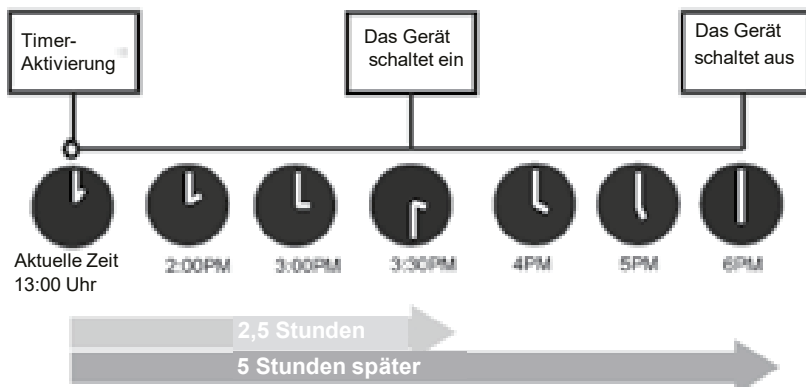 Timer-
Aktivierung
Das Gerät
schaltet ein
Das Gerät
schaltet aus
Aktuelle Zeit
13:00 Uhr
2:00PM
3:00PM
3:30PM
4PM
5PM
6PM
2,5 Stunden
5 Stunden später